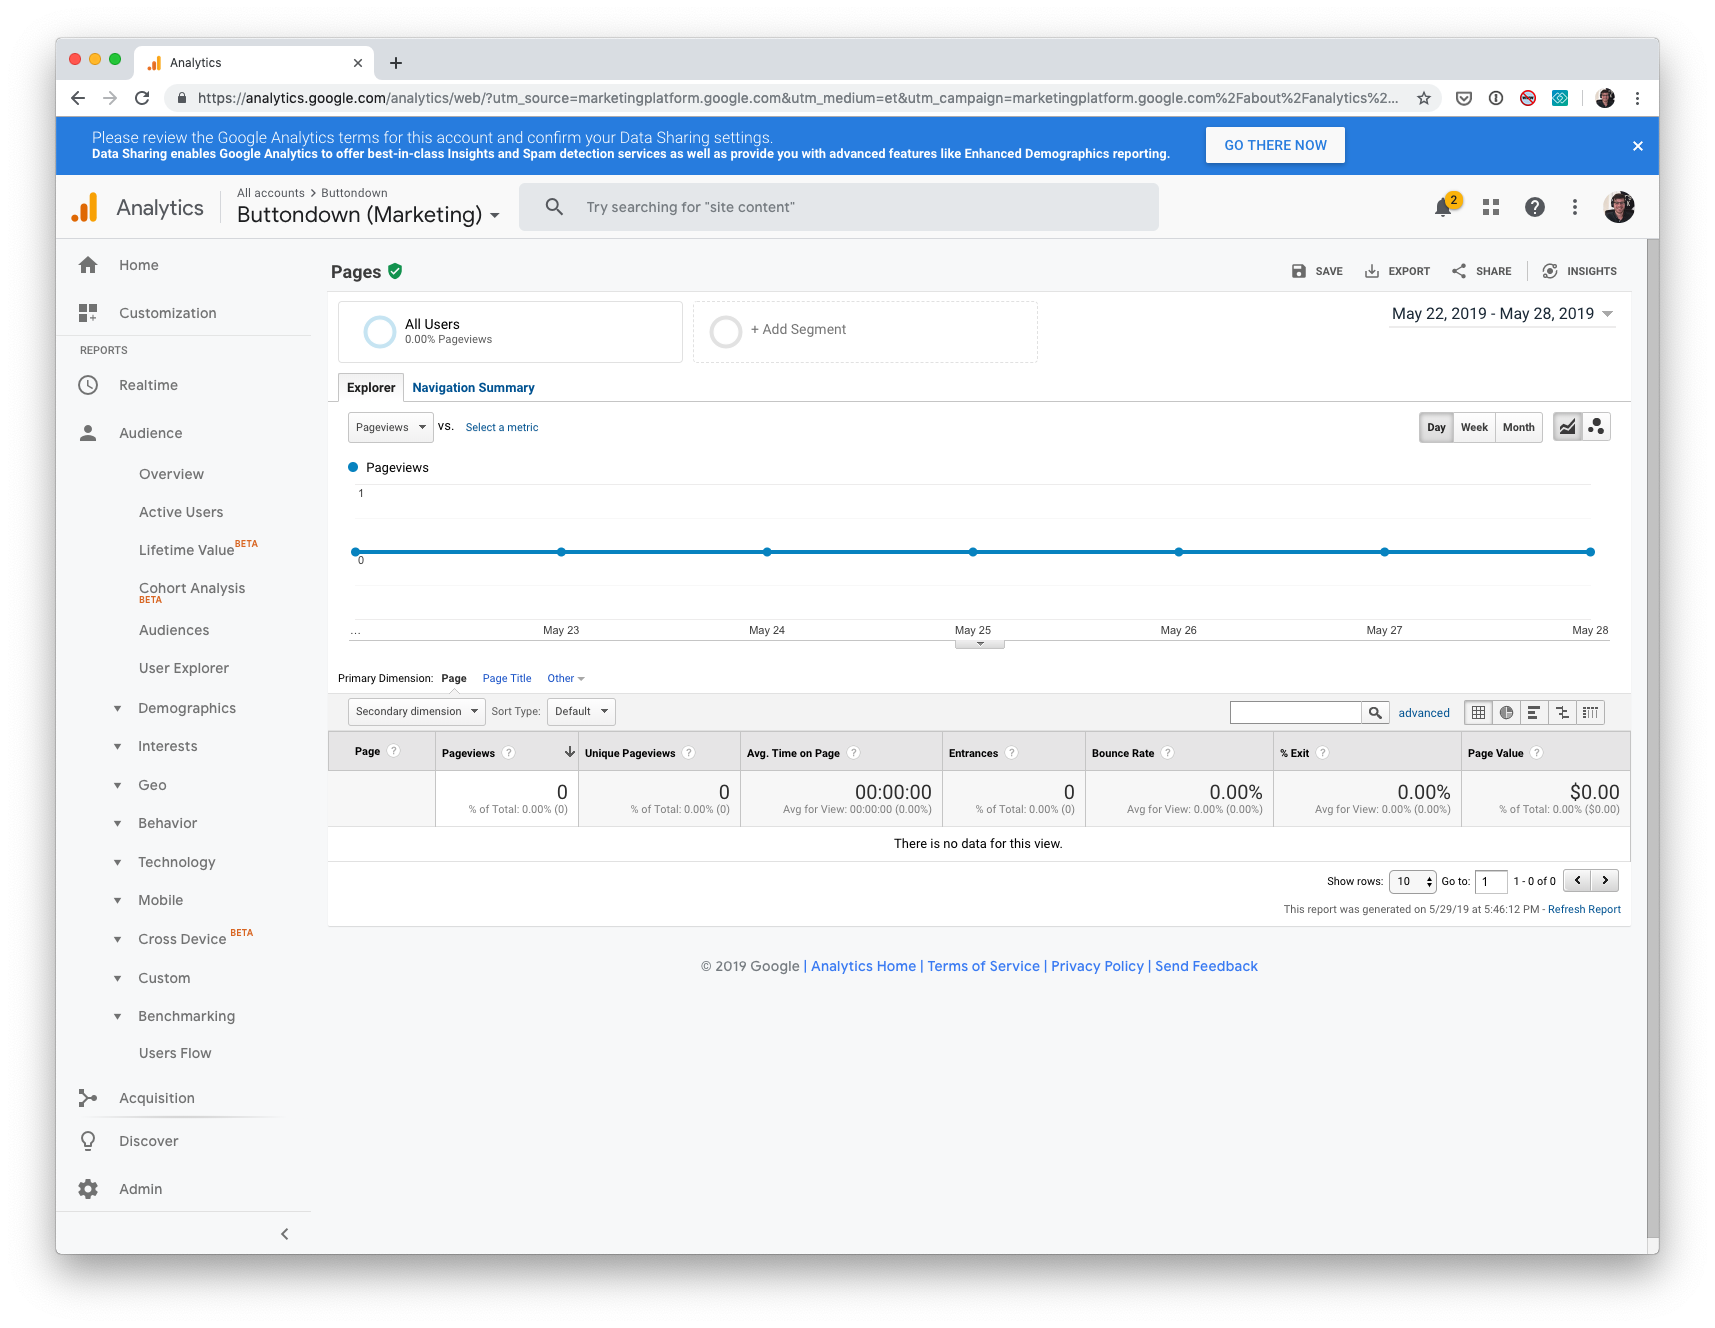 Analytics
https://analytics.google.com/analytics/web/?utm_source=marketingplatform.google.com&utm_medium=et&utm_campaign=marketingplatform.google.com%2Fabout%2Fanalytics%2...
Please review the Google Analytics terms for this account and confirm your Data Sharing settings.
Data Sharing enables Google Analytics to offer best-in-class Insights and Spam detection services as well as provide you with advanced features like Enhanced Demographics reporting.
GO THERE NOW
Analytics
All accounts > Buttondown
Buttondown (Marketing)
Try searching for "site content"
2
Home
Customization
REPORTS
Realtime
Audience
Overview
Active Users
Lifetime Value BETA
Cohort Analysis
BETA
Audiences
User Explorer
Demographics
Interests
Geo
Behavior
Technology
Mobile
Cross Device BETA
Custom
Benchmarking
Users Flow
Acquisition
Discover
Admin
Pages
SAVE EXPORT SHARE INSIGHTS
All Users
0.00% Pageviews
+ Add Segment
May 22, 2019 - May 28, 2019
Explorer Navigation Summary
Pageviews vs. Select a metric
Day Week Month
Pageviews
1
0
... May 23 May 24 May 25 May 26 May 27 May 28
Primary Dimension: Page Page Title Other
Secondary dimension Sort Type: Default
advanced
Page ? Pageviews ? Unique Pageviews ? Avg. Time on Page ? Entrances ? Bounce Rate ? % Exit ? Page Value ?
0 0 00:00:00 0 0.00% 0.00% $0.00
% of Total: 0.00% (0) % of Total: 0.00% (0) Avg for View: 00:00:00 (0.00%) % of Total: 0.00% (0) Avg for View: 0.00% (0.00%) Avg for View: 0.00% (0.00%) % of Total: 0.00% ($0.00)
There is no data for this view.
Show rows: 10 Go to: 1 1 - 0 of 0
This report was generated on 5/29/19 at 5:46:12 PM - Refresh Report
© 2019 Google | Analytics Home | Terms of Service | Privacy Policy | Send Feedback